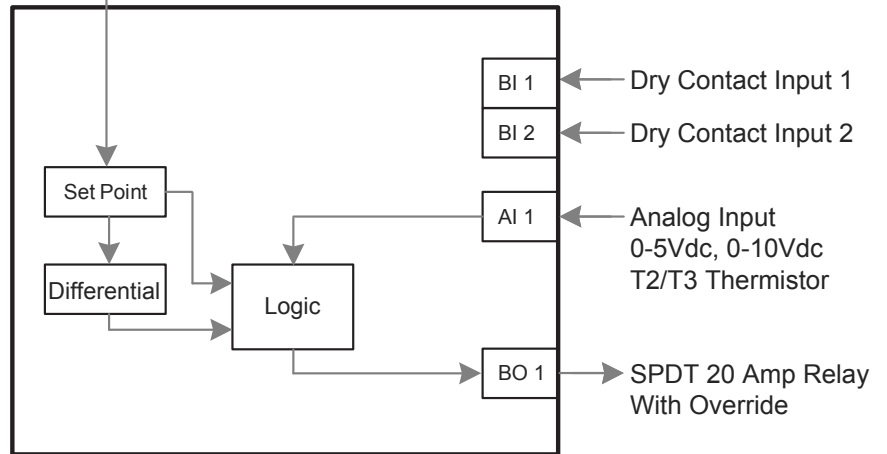 BI 1
Dry Contact Input 1
BI 2
Dry Contact Input 2
Set Point
AI 1
Analog Input
0-5Vdc, 0-10Vdc
T2/T3 Thermistor
Differential
Logic
BO 1
SPDT 20 Amp Relay
With Override